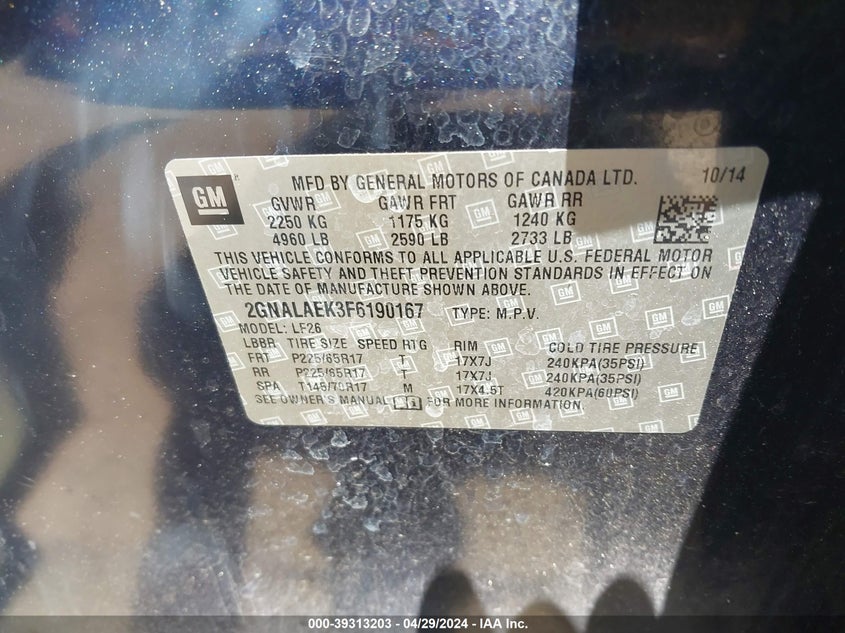 GM
MFD BY GENERAL MOTORS OF CANADA LTD. 10/14
GVWR GAWR FRT GAWR RR
2250 KG 1175 KG 1240 KG
4960 LB 2590 LB 2733 LB
THIS VEHICLE CONFORMS TO ALL APPLICABLE U.S. FEDERAL MOTOR
VEHICLE SAFETY AND THEFT PREVENTION STANDARDS IN EFFECT ON
THE DATE OF MANUFACTURE SHOWN ABOVE.
2GNALAEK3F6190167 TYPE: M.P.V.
MODEL: LF26
LBBR TIRE SIZE SPEED RTG RIM COLD TIRE PRESSURE
FRT P225/65R17 T 17X7J 240KPA(35PSI)
RR P225/65R17 T 17X7J 240KPA(35PSI)
SPA T145/70R17 M 17X4.5T 420KPA(60PSI)
SEE OWNER'S MANUAL FOR MORE INFORMATION.
000-39313203 - 04/29/2024 - IAA Inc.